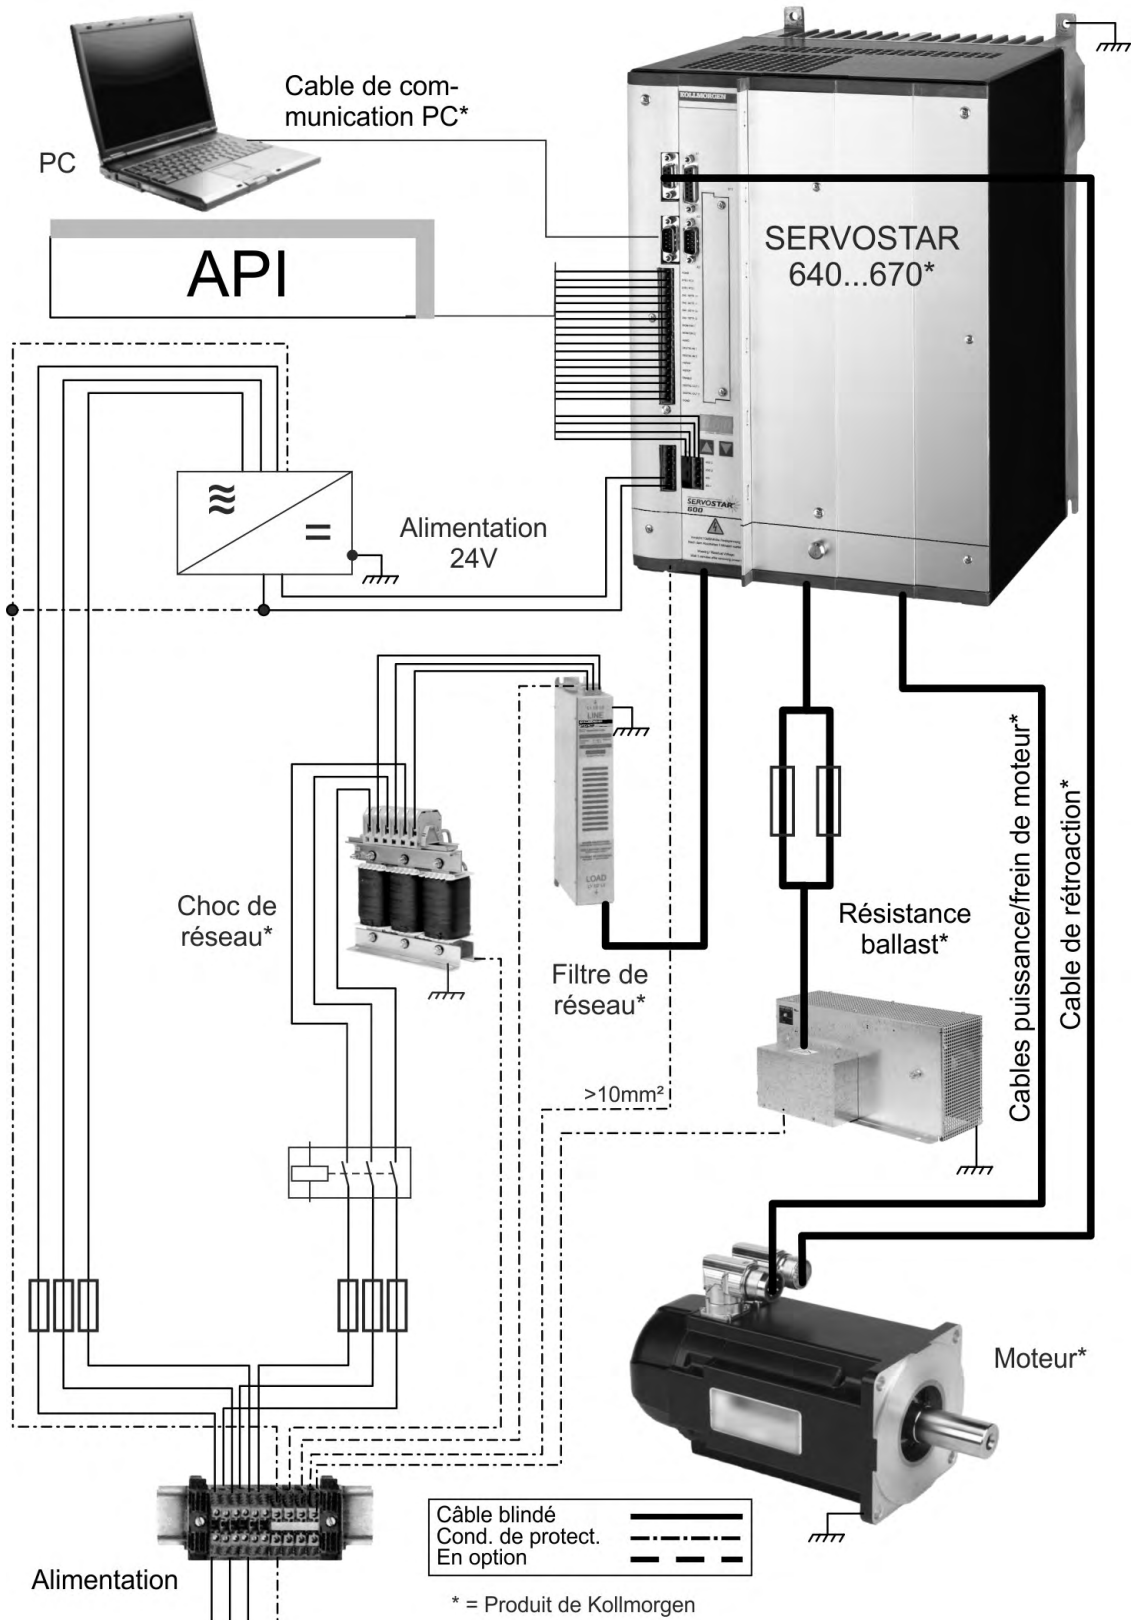 Cable de com-
munication PC*
PC
KOLLMORGEN
API
SERVOSTAR
640...670*
Alimentation
24V
SERVOSTAR
600
LINE
LOAD
Choc de
réseau*
Filtre de
réseau*
Résistance
ballast*
Cables puissance/frein de moteur*
Cable de rétroaction*
>10mm²
Moteur*
Câble blindé
Cond. de protect.
En option
Alimentation
* = Produit de Kollmorgen